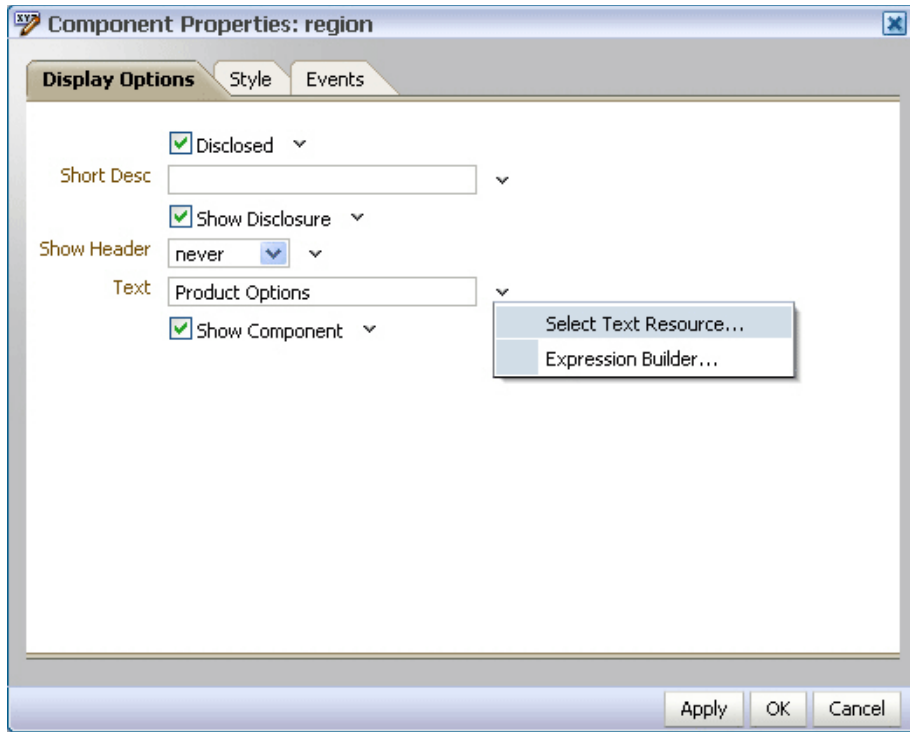 Component Properties: region
Display Options Style Events
Disclosed
Short Desc
Show Disclosure
Show Header never
Text Product Options
Select Text Resource...
Show Component
Expression Builder...
Apply OK Cancel